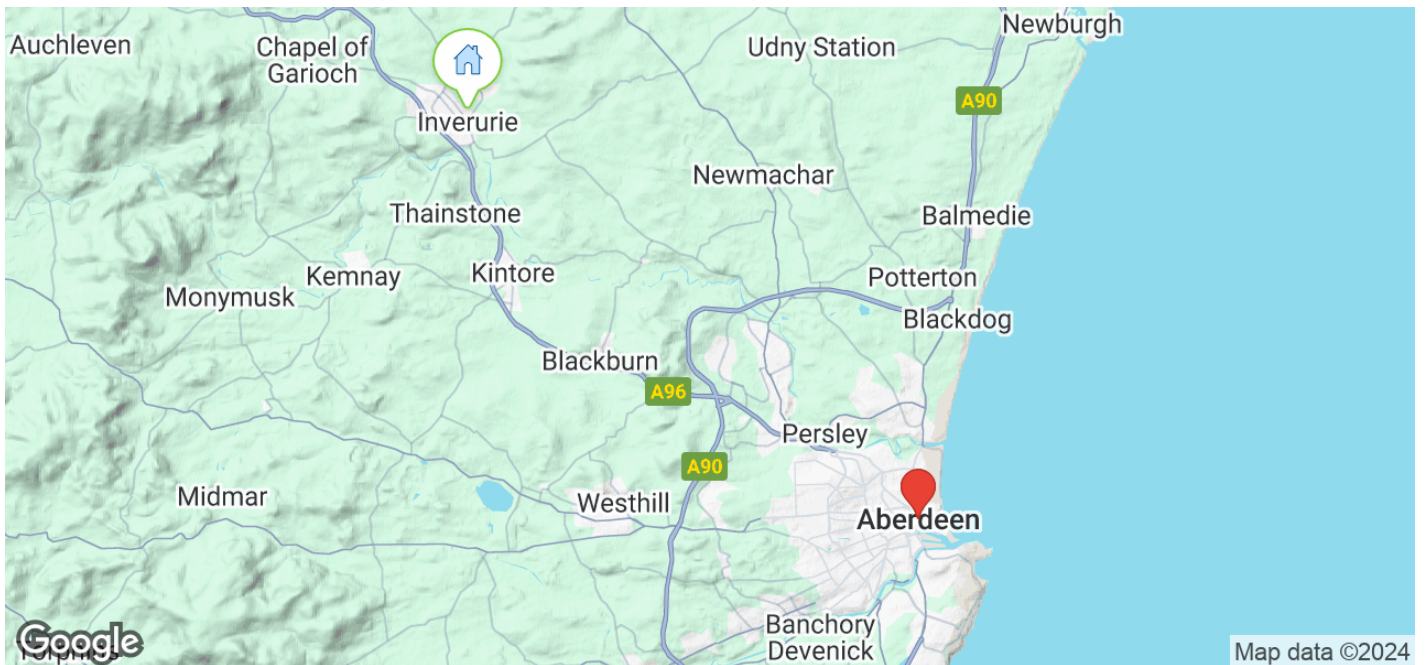 Newburgh
Auchleven
Chapel of
Garioch
Udny Station
A90
Inverurie
Newmachar
Thainstone
Balmedie
Kemnay
Kintore
Potterton
Monymusk
Blackdog
Blackburn
A96
Persley
A90
Midmar
Westhill
Aberdeen
Banchory
Devenick
Google
Map data ©2024